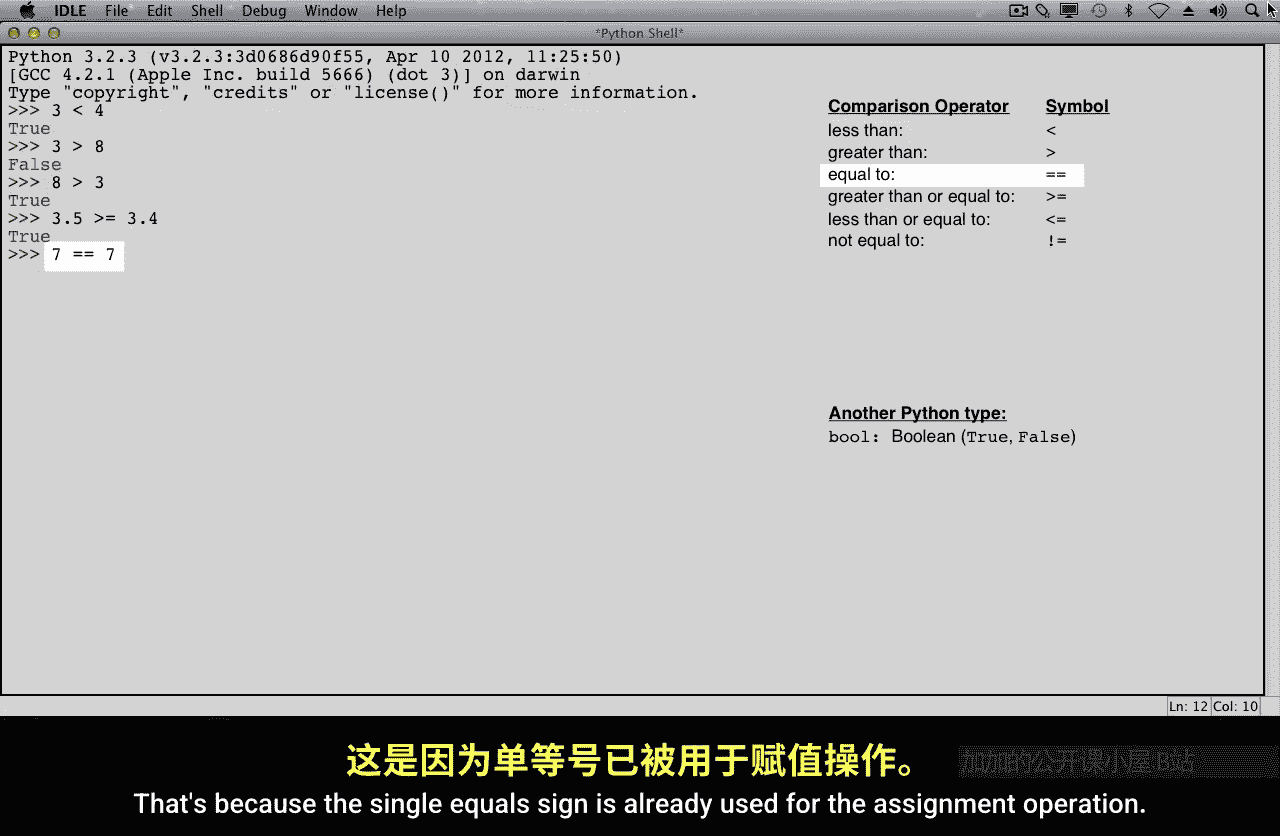 IDLE File Edit Shell Debug Window Help
*Python Shell*
Python 3.2.3 (v3.2.3:3d0686d90f55, Apr 10 2012, 11:25:50)
[GCC 4.2.1 (Apple Inc. build 5666) (dot 3)] on darwin
Type "copyright", "credits" or "license()" for more information.
>>> 3 < 4
True
>>> 3 > 8
False
>>> 8 > 3
True
>>> 3.5 >= 3.4
True
>>> 7 == 7
Comparison Operator Symbol
less than: <
greater than: >
equal to: ==
greater than or equal to: >=
less than or equal to: <=
not equal to: !=
Another Python type:
bool: Boolean (True, False)
Ln: 12 Col: 10
这是因为单等号已被用于赋值操作。
加加的公开课小屋 B站
That's because the single equals sign is already used for the assignment operation.